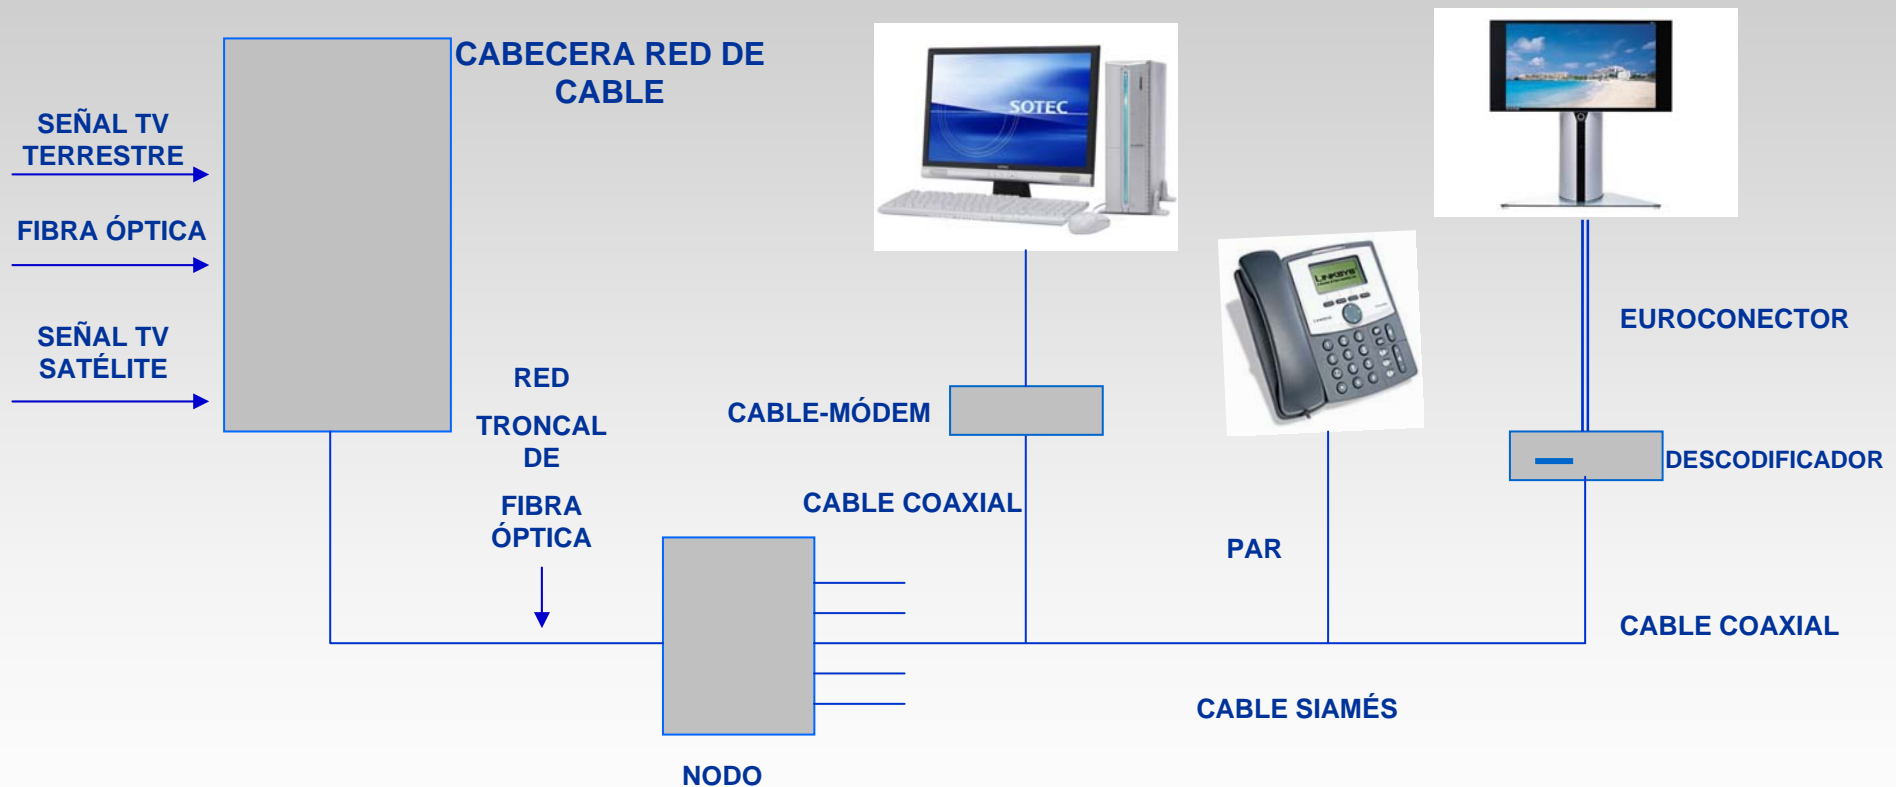 CABECERA RED DE
CABLE
SEÑAL TV
TERRESTRE
FIBRA ÓPTICA
SEÑAL TV
SATÉLITE
RED
TRONCAL
DE
FIBRA
ÓPTICA
NODO
SOTEC
CABLE-MÓDEM
CABLE COAXIAL
LINKSYS
PAR
CABLE SIAMÉS
EUROCONECTOR
DESCODIFICADOR
CABLE COAXIAL